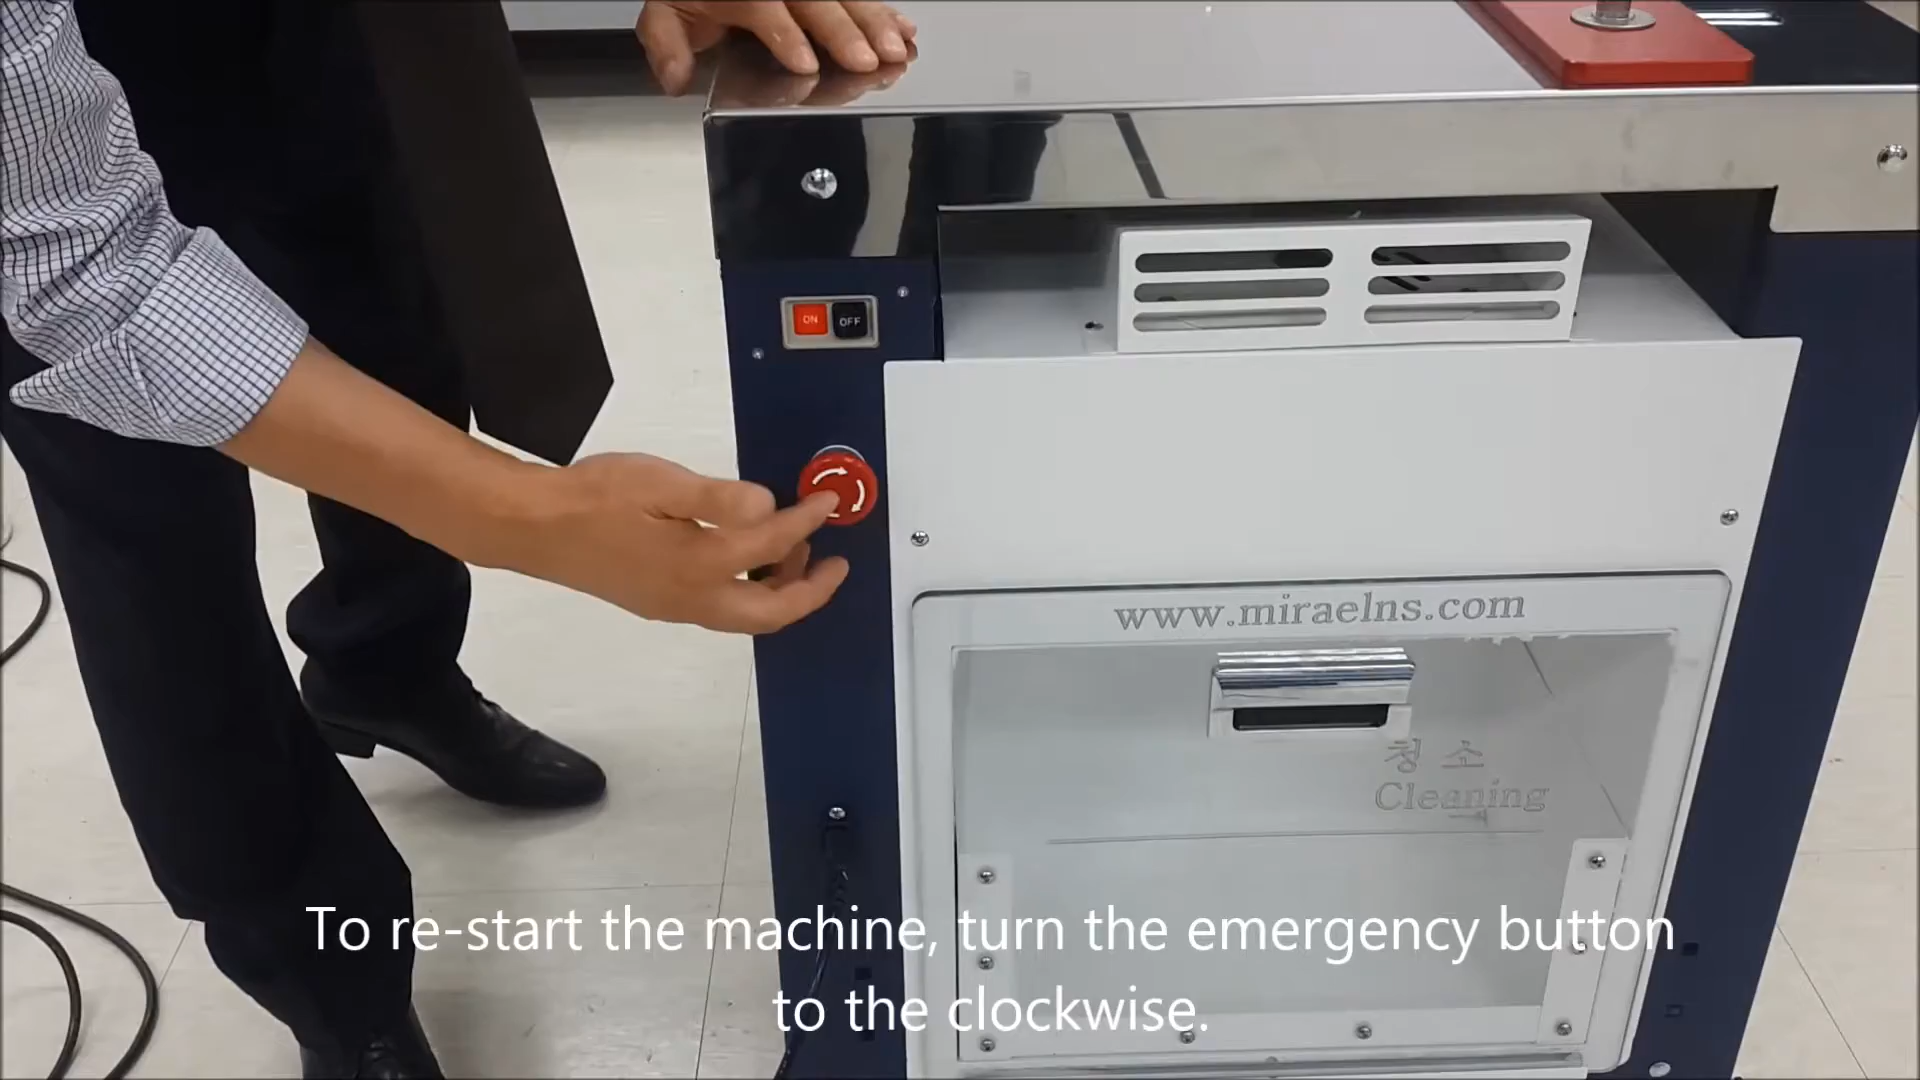 ON OFF
www.miraelns.com
청 소
Cleaning
To re-start the machine, turn the emergency button
to the clockwise.